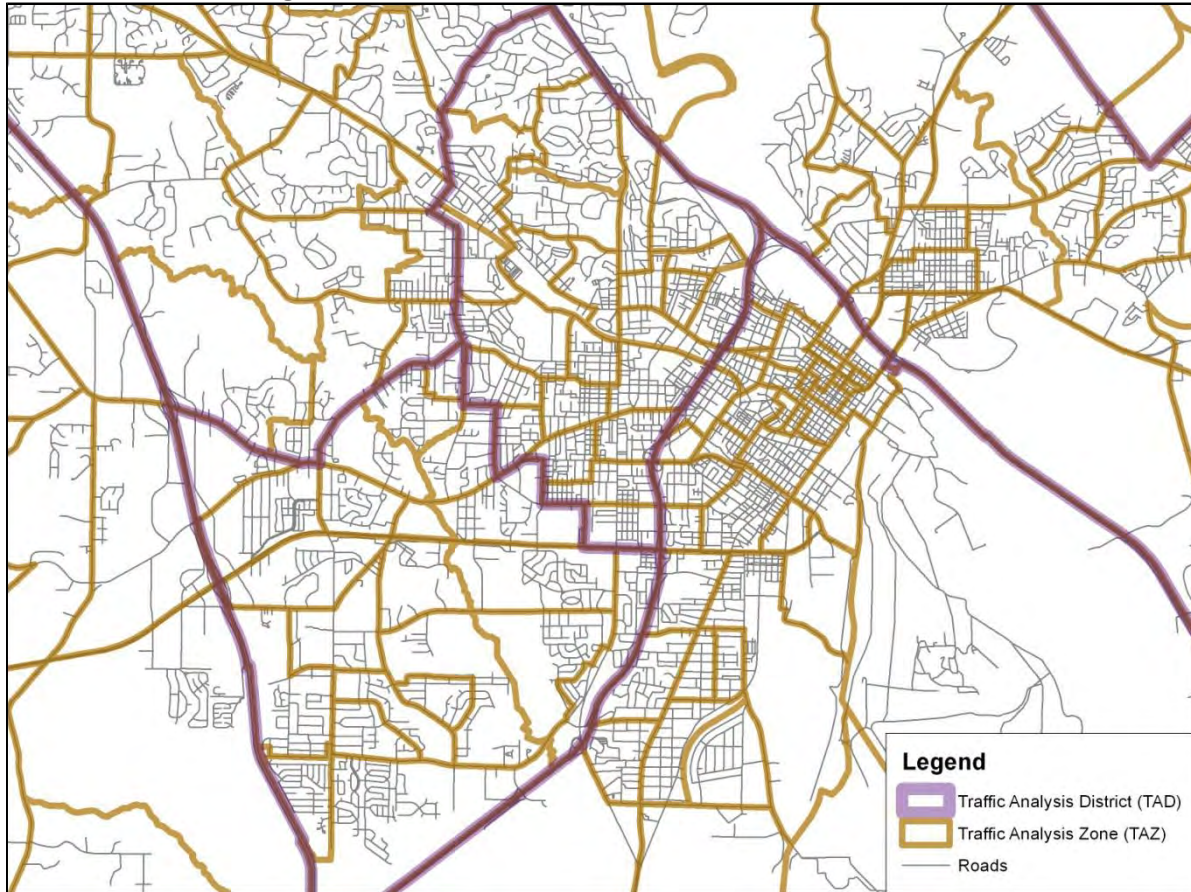 Legend
Traffic Analysis District (TAD)
Traffic Analysis Zone (TAZ)
Roads